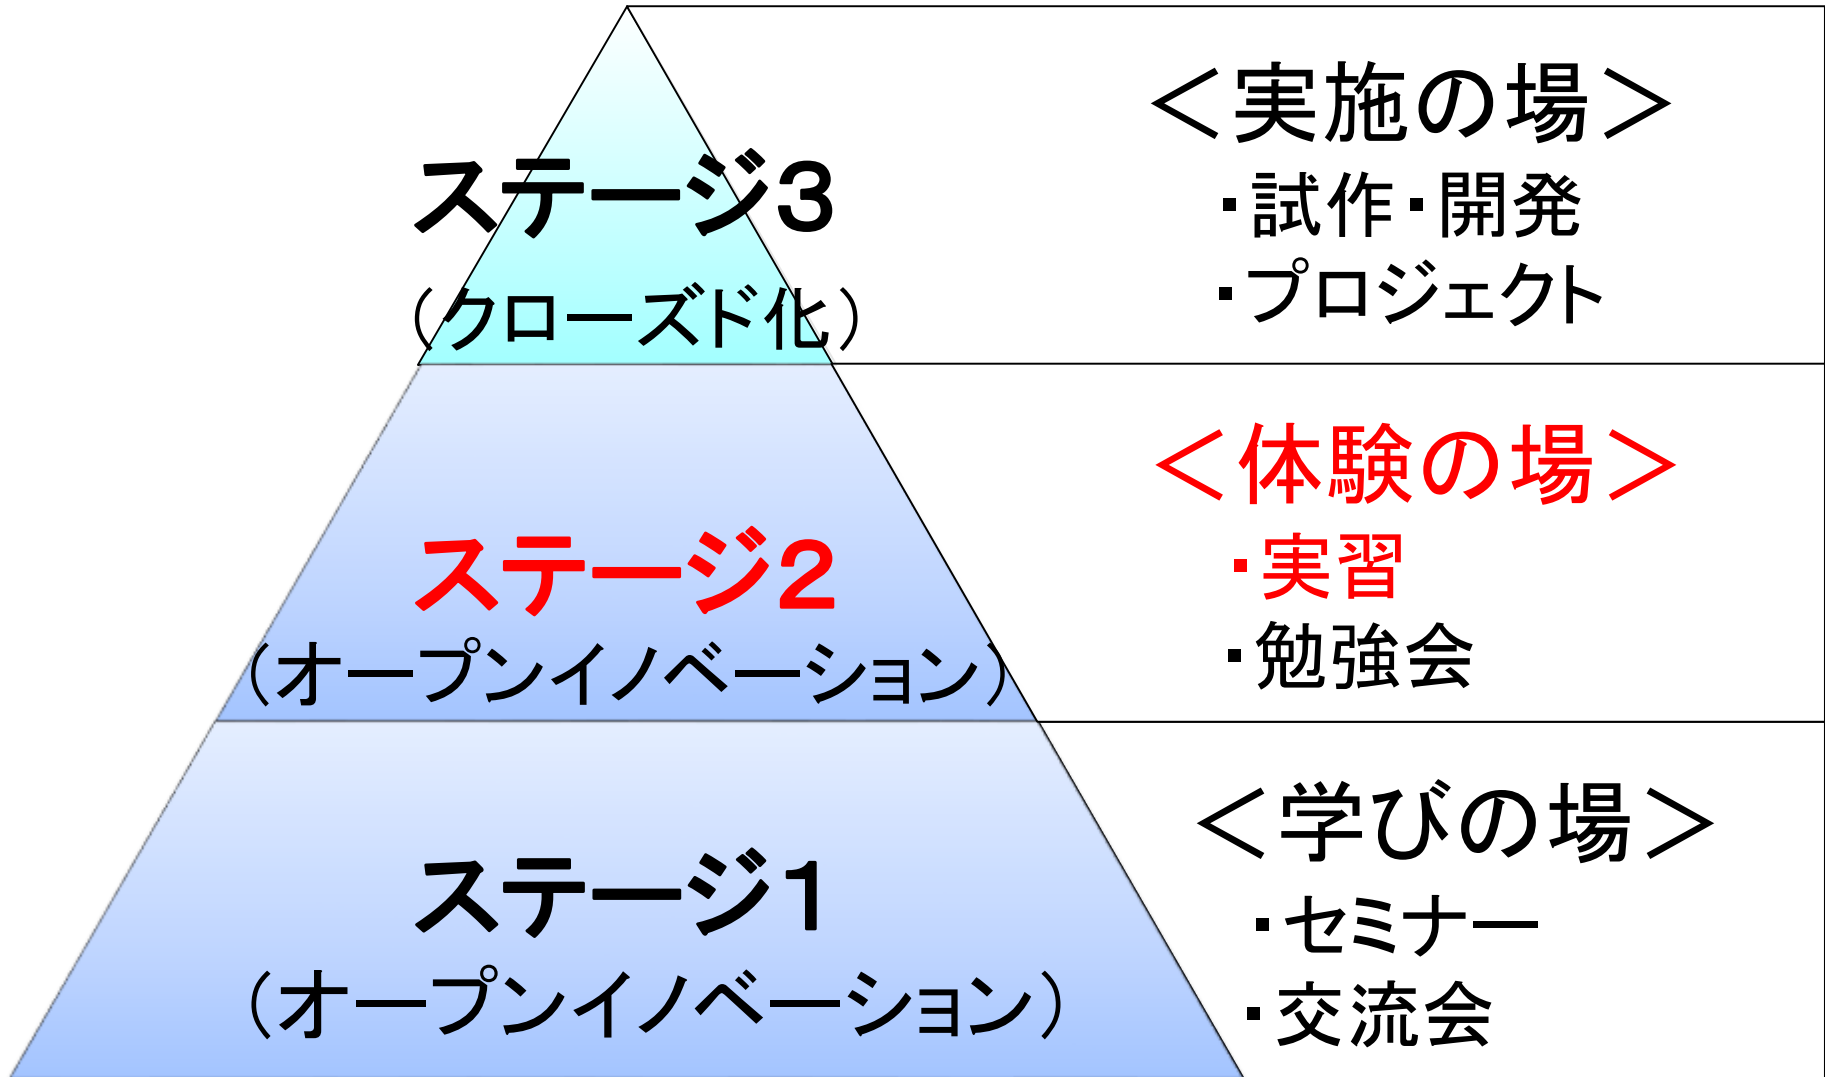 ステージ3
（クローズド化）
＜実施の場＞
・試作・開発
・プロジェクト
ステージ2
（オープンイノベーション）
＜体験の場＞
・実習
・勉強会
ステージ1
（オープンイノベーション）
＜学びの場＞
・セミナー
・交流会